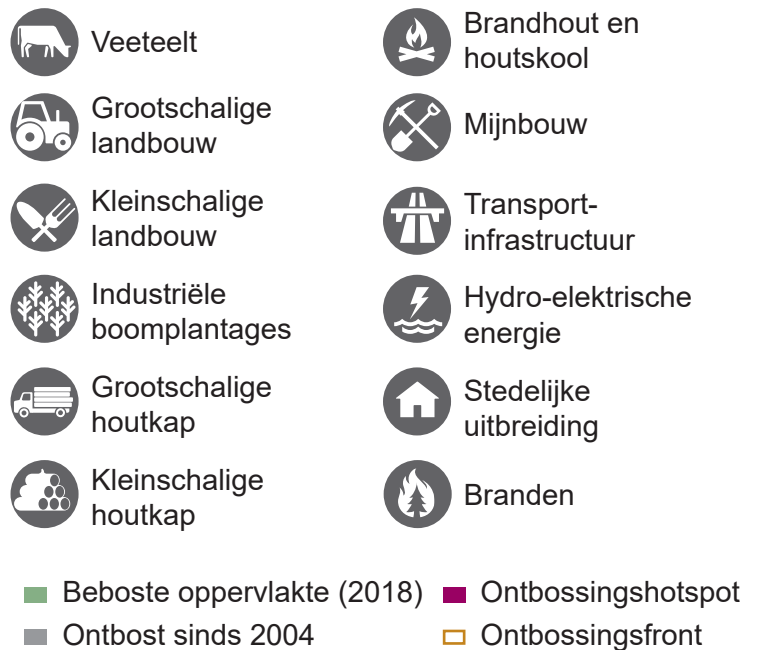 Veeteelt
Grootschalige
landbouw
Kleinschalige
landbouw
Industriële
boomplantages
Grootschalige
houtkap
Kleinschalige
houtkap
Brandhout en
houtskool
Mijnbouw
Transport-
infrastructuur
Hydro-elektrische
energie
Stedelijke
uitbreiding
Branden
Beboste oppervlakte (2018)
Ontbost sinds 2004
Ontbossingshotspot
Ontbossingsfront